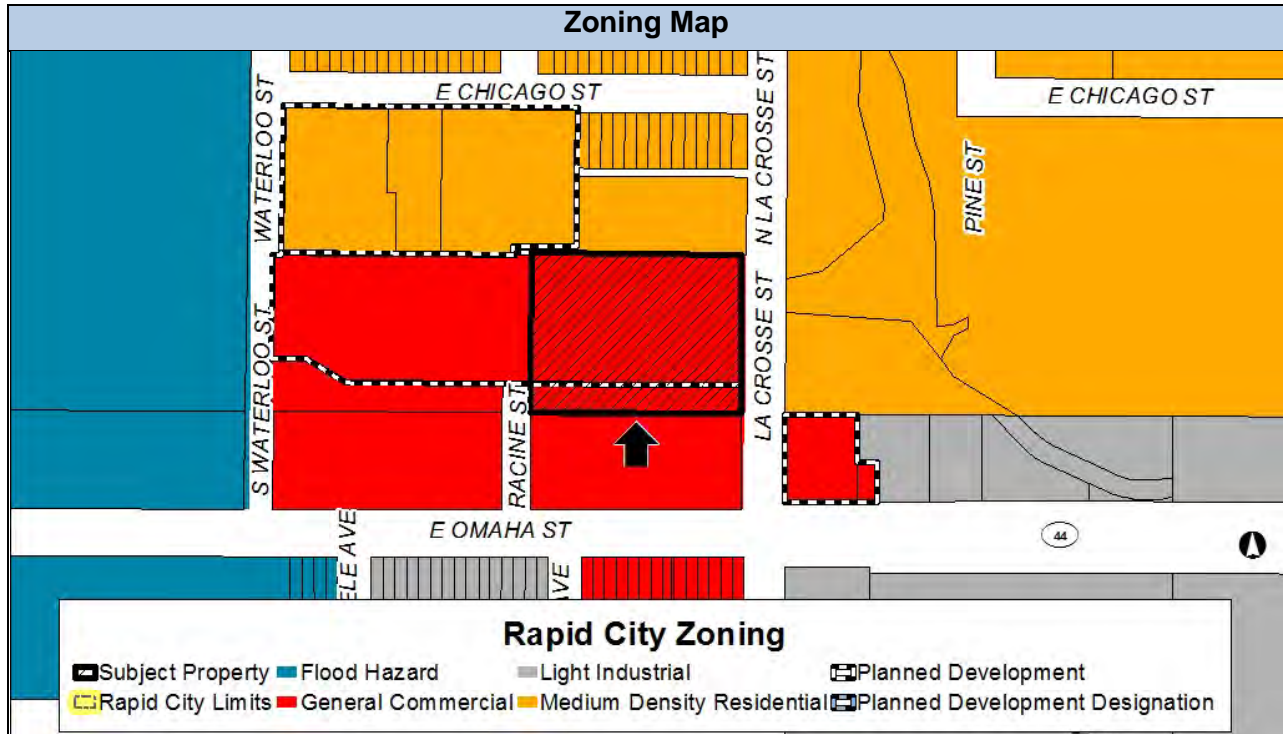 Zoning Map
E CHICAGO ST
E CHICAGO ST
WATERLOO ST
N LA CROSSE ST
PINE ST
S WATERLOO ST
RACINE ST
LA CROSSE ST
E OMAHA ST
44
ELE AVE
AVE
Rapid City Zoning
Subject Property Flood Hazard Light Industrial Planned Development
Rapid City Limits General Commercial Medium Density Residential Planned Development Designation